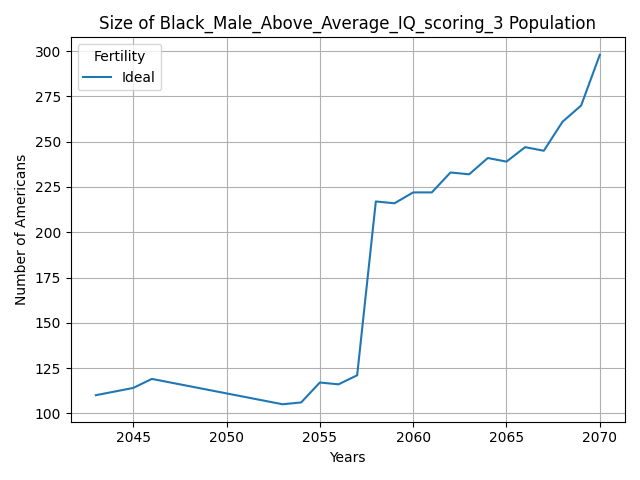 Size of Black_Male_Above_Average_IQ_scoring_3 Population
Fertility
Ideal
Number of Americans
300
275
250
225
200
175
150
125
100
2045 2050 2055 2060 2065 2070
Years